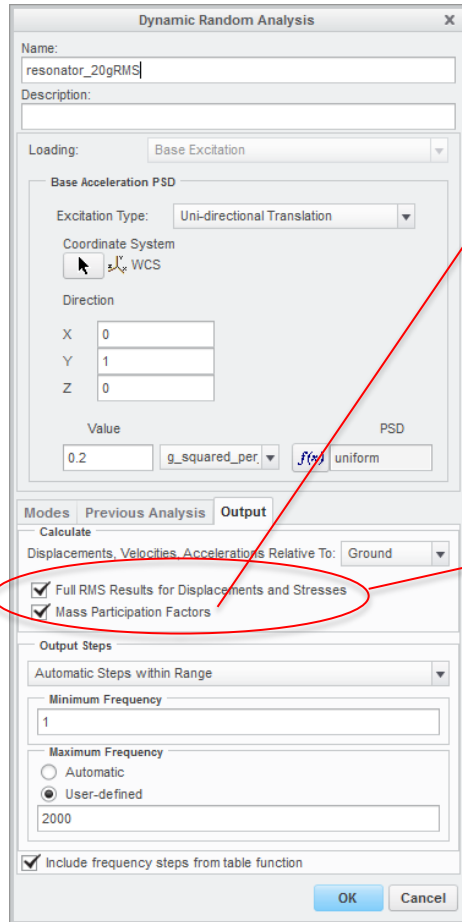 Dynamic Random Analysis X
Name:
resonator_20gRMS
Description:
Loading: Base Excitation
Base Acceleration PSD
Excitation Type: Uni-directional Translation
Coordinate System
WCS
Direction
X 0
Y 1
Z 0
Value PSD
0.2 g_squared_per_ f(x) uniform
Modes Previous Analysis Output
Calculate
Displacements, Velocities, Accelerations Relative To: Ground
Full RMS Results for Displacements and Stresses
Mass Participation Factors
Output Steps
Automatic Steps within Range
Minimum Frequency
1
Maximum Frequency
Automatic
User-defined
2000
Include frequency steps from table function
OK Cancel